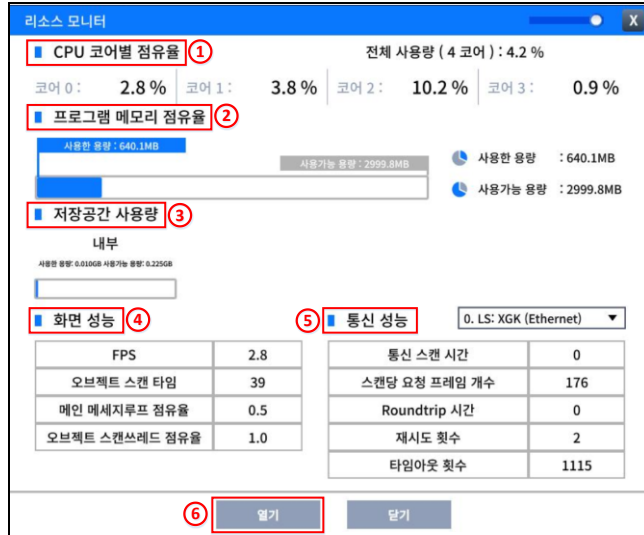 리소스 모니터 X
CPU 코어별 점유율 ① 전체 사용량 ( 4 코어 ) : 4.2 %
코어 0 : 2.8 % 코어 1 : 3.8 % 코어 2 : 10.2 % 코어 3 : 0.9 %
프로그램 메모리 점유율 ②
사용한 용량 : 640.1MB
사용가능 용량 : 2999.8MB
사용한 용량 : 640.1MB
사용가능 용량 : 2999.8MB
저장공간 사용량 ③
내부
사용한 용량: 0.010GB 사용가능 용량: 0.225GB
화면 성능 ④
FPS 2.8
오브젝트 스캔 타임 39
메인 메세지루프 점유율 0.5
오브젝트 스캔쓰레드 점유율 1.0
⑤ 통신 성능 0. LS: XGK (Ethernet) ▼
통신 스캔 시간 0
스캔당 요청 프레임 개수 176
Roundtrip 시간 0
재시도 횟수 2
타임아웃 횟수 1115
⑥ 열기 닫기